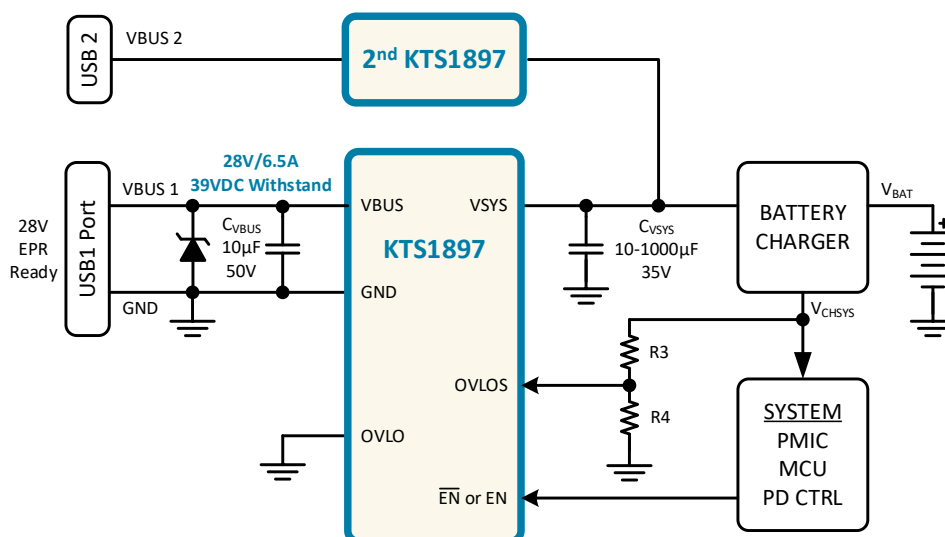 USB 2
VBUS 2
2nd KTS1897
USB1 Port
28V
EPR
Ready
VBUS 1
GND
28V/6.5A
39VDC Withstand
CVBUS
10µF
50V
VBUS
VSYS
KTS1897
GND
OVLOS
OVLO
EN or EN
CVSYS
10-1000µF
35V
BATTERY
CHARGER
VBAT
+
VCHSYS
R3
R4
SYSTEM
PMIC
MCU
PD CTRL